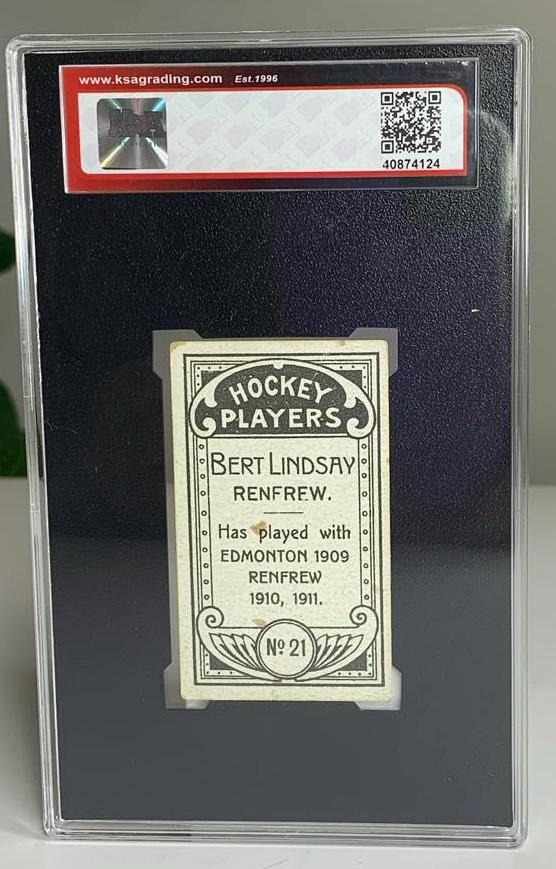 www.ksagrading.com Est.1996
KSA
40874124
HOCKEY
PLAYERS
BERT LINDSAY
RENFREW.
Has played with
EDMONTON 1909
RENFREW
1910, 1911.
Nº 21